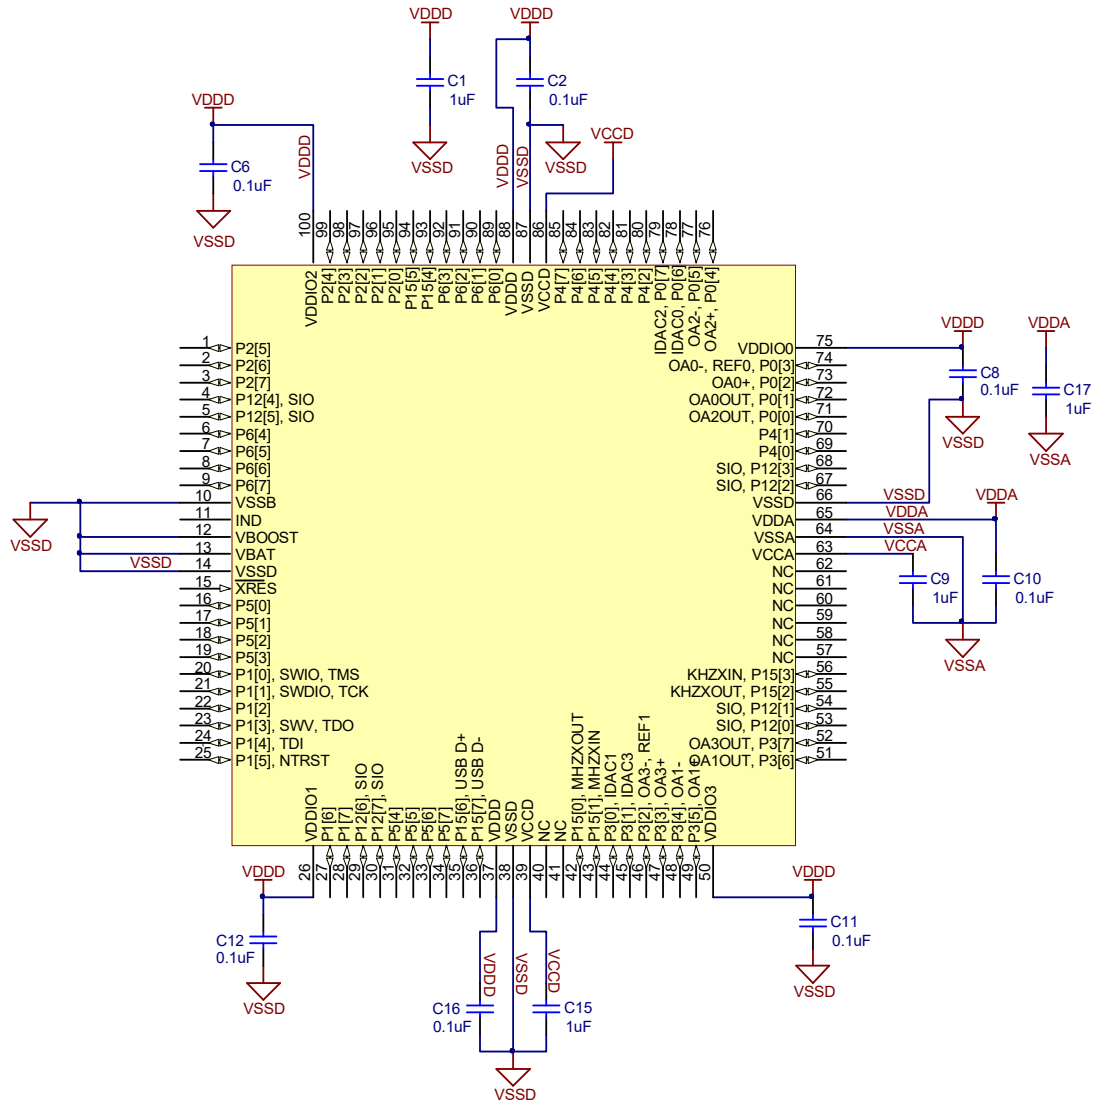 VDDD
VDDD
C1
1uF
C2
0.1uF
VDDD
VCCD
C6
0.1uF
VDDD
VDDD
VSSD
VSSD
VSSD
VSSD
100
99
98
97
96
95
94
93
92
91
90
89
88
87
86
85
84
83
82
81
80
79
78
77
76
VDDIO2
P2[4]
P2[3]
P2[2]
P2[1]
P2[0]
P15[5]
P15[4]
P6[3]
P6[2]
P6[1]
P6[0]
VDDD
VSSD
VCCD
P4[7]
P4[6]
P4[5]
P4[4]
P4[3]
P4[2]
IDAC2, P0[7]
IDAC0, P0[6]
OA2-, P0[5]
OA2+, P0[4]
1 P2[5]
2 P2[6]
3 P2[7]
4 P12[4], SIO
5 P12[5], SIO
6 P6[4]
7 P6[5]
8 P6[6]
9 P6[7]
10 VSSB
11 IND
12 VBOOST
13 VBAT
VSSD 14 VSSD
15 XRES
16 P5[0]
17 P5[1]
18 P5[2]
19 P5[3]
20 P1[0], SWIO, TMS
21 P1[1], SWDIO, TCK
22 P1[2]
23 P1[3], SWV, TDO
24 P1[4], TDI
25 P1[5], NTRST
VSSD
VDDIO0 75
OA0-, REF0, P0[3] 74
OA0+, P0[2] 73
OA0OUT, P0[1] 72
OA2OUT, P0[0] 71
P4[1] 70
P4[0] 69
SIO, P12[3] 68
SIO, P12[2] 67
VSSD 66 VSSD
VDDA 65 VDDA
VSSA 64 VSSA
VCCA 63 VCCA
NC 62
NC 61
NC 60
NC 59
NC 58
NC 57
KHZXIN, P15[3] 56
KHZXOUT, P15[2] 55
SIO, P12[1] 54
SIO, P12[0] 53
OA3OUT, P3[7] 52
OA1OUT, P3[6] 51
VDDD
C8
0.1uF
VSSD
VDDA
C17
1uF
VSSA
VDDA
C9
1uF
C10
0.1uF
VSSA
VDDIO1
P1[6]
P1[7]
P12[6], SIO
P12[7], SIO
P5[4]
P5[5]
P5[6]
P5[7]
P15[6], USB D+
P15[7], USB D-
VDDD
VSSD
VCCD
NC
NC
P15[0], MHZXOUT
P15[1], MHZXIN
P3[0], IDAC1
P3[1], IDAC3
P3[2], OA3-, REF1
P3[3], OA3+
P3[4], OA1-
P3[5], OA1+
VDDIO3
26
27
28
29
30
31
32
33
34
35
36
37
38
39
40
41
42
43
44
45
46
47
48
49
50
VDDD
C12
0.1uF
VSSD
VDDD
VSSD
VCCD
C16
0.1uF
C15
1uF
VSSD
VDDD
C11
0.1uF
VSSD